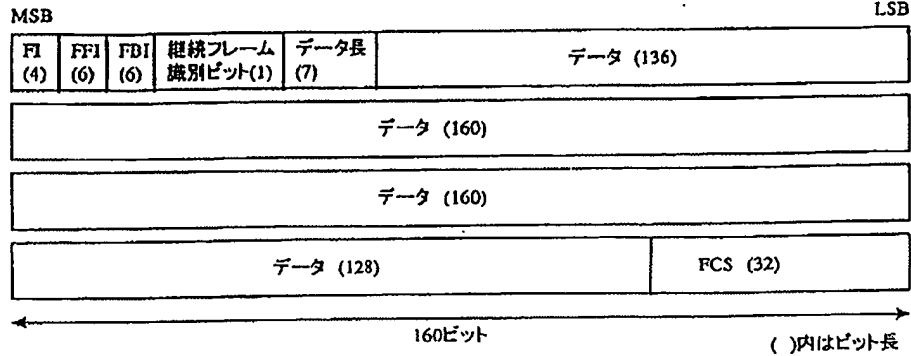 MSB
LSB
FI
(4)
FFI
(6)
FBI
(6)
継続フレーム
識別ビット(1)
データ長
(7)
データ (136)
データ (160)
データ (160)
データ (128)
FCS (32)
160ビット
( )内はビット長